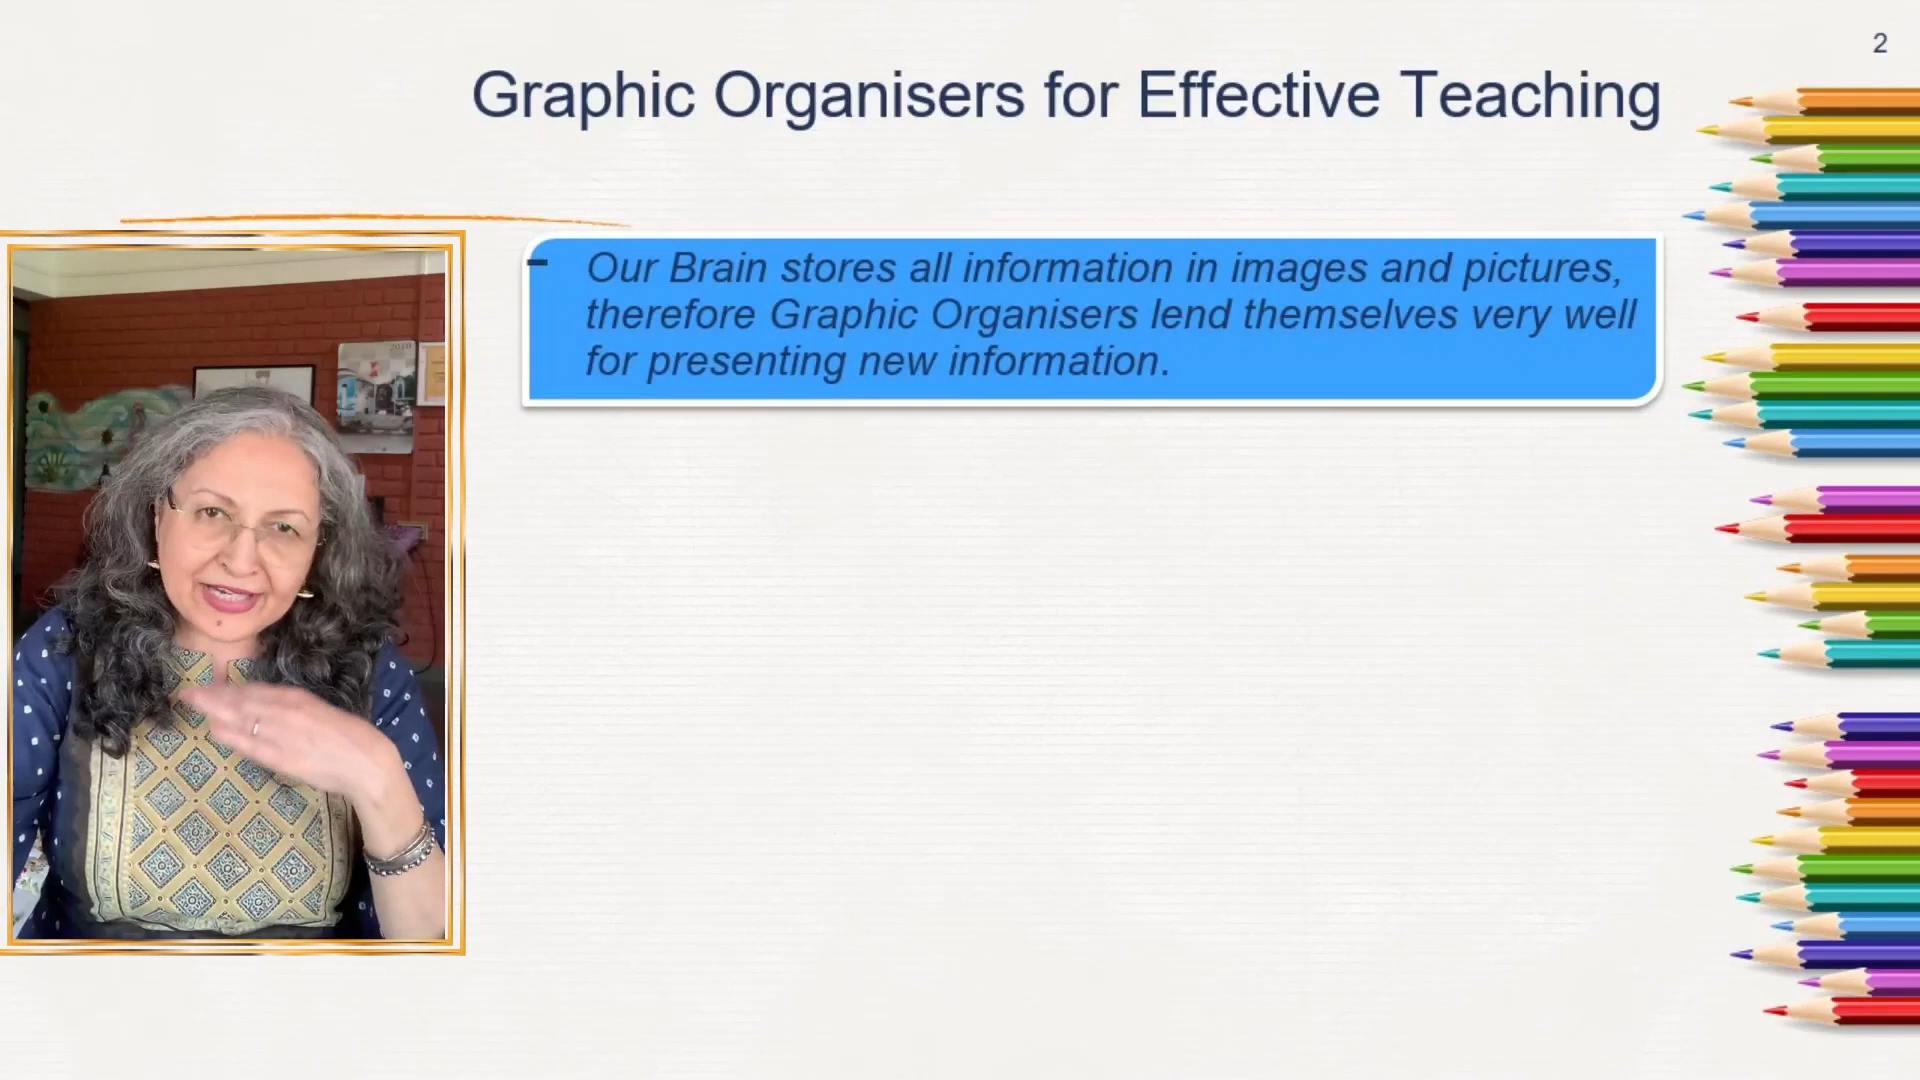 2
Graphic Organisers for Effective Teaching
- Our Brain stores all information in images and pictures,
therefore Graphic Organisers lend themselves very well
for presenting new information.